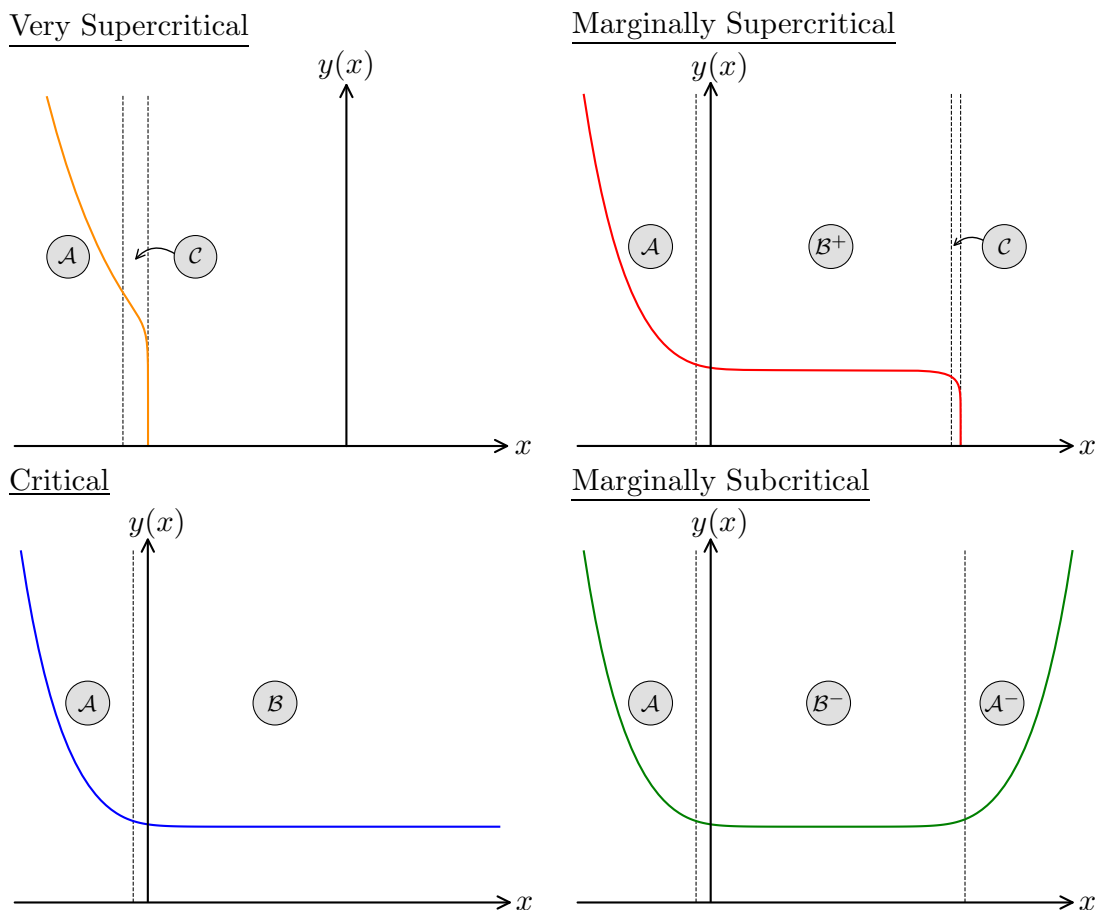 Very Supercritical
y(x)
𝒜
𝒞
x
Marginally Supercritical
y(x)
𝒜
ℬ⁺
𝒞
x
Critical
y(x)
𝒜
ℬ
x
Marginally Subcritical
y(x)
𝒜
ℬ⁻
𝒜⁻
x